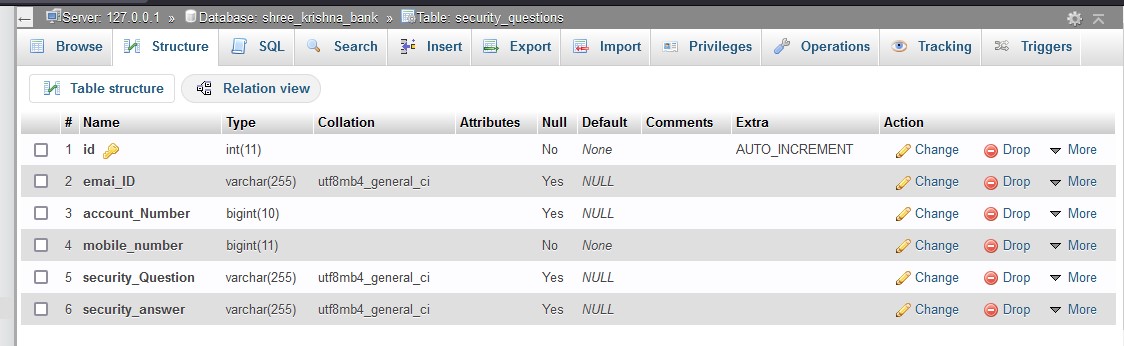 Server: 127.0.0.1 » Database: shree_krishna_bank » Table: security_questions
Browse Structure SQL Search Insert Export Import Privileges Operations Tracking Triggers
Table structure Relation view
# Name Type Collation Attributes Null Default Comments Extra Action
1 id int(11) No None AUTO_INCREMENT Change Drop More
2 emai_ID varchar(255) utf8mb4_general_ci Yes NULL Change Drop More
3 account_Number bigint(10) Yes NULL Change Drop More
4 mobile_number bigint(11) No None Change Drop More
5 security_Question varchar(255) utf8mb4_general_ci Yes NULL Change Drop More
6 security_answer varchar(255) utf8mb4_general_ci Yes NULL Change Drop More